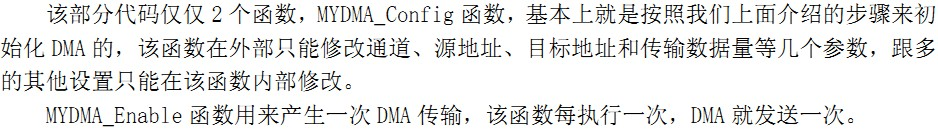 该部分代码仅仅 2 个函数，MYDMA_Config 函数，基本上就是按照我们上面介绍的步骤来初
始化 DMA 的，该函数在外部只能修改通道、源地址、目标地址和传输数据量等几个参数，跟多
的其他设置只能在该函数内部修改。
MYDMA_Enable 函数用来产生一次 DMA 传输，该函数每执行一次，DMA 就发送一次。